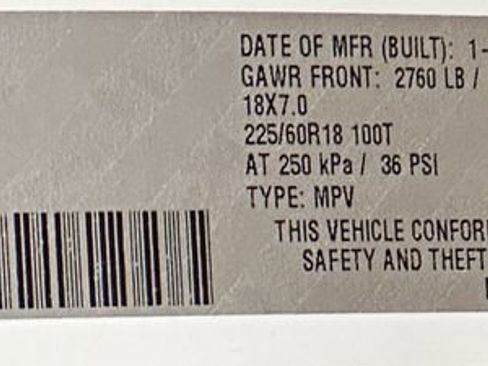 DATE OF MFR (BUILT): 1-
GAWR FRONT: 2760 LB /
18X7.0
225/60R18 100T
AT 250 kPa / 36 PSI
TYPE: MPV
THIS VEHICLE CONFOR
SAFETY AND THEFT